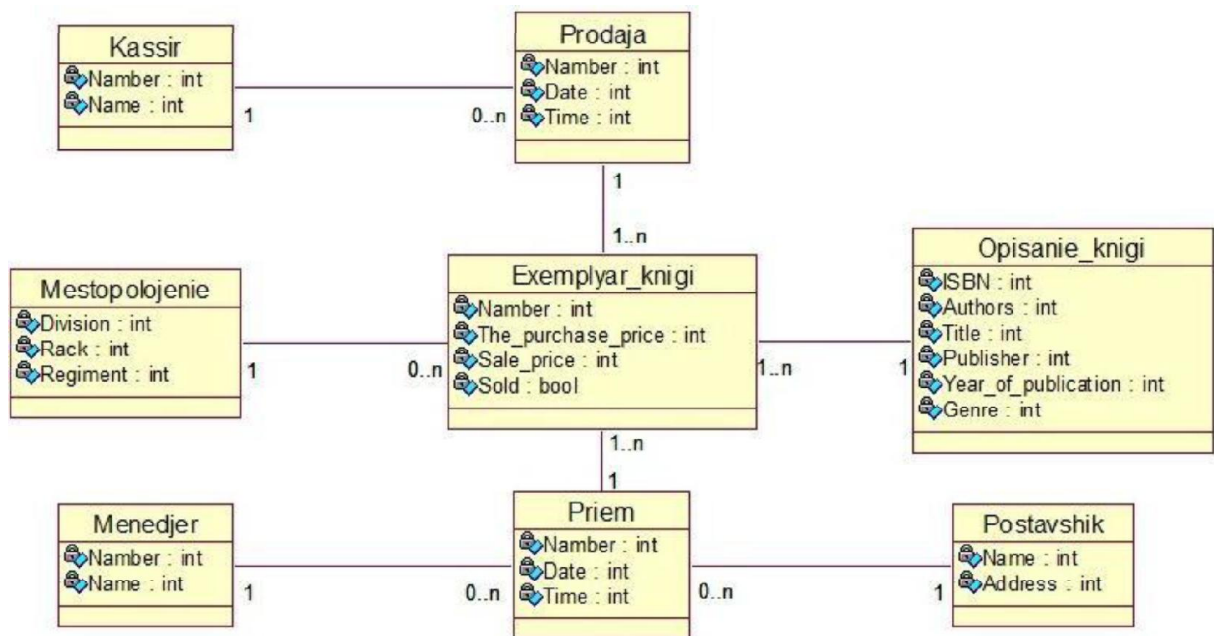 Kassir
Namber : int
Name : int
1
0..n
Prodaja
Namber : int
Date : int
Time : int
1
1..n
Mestopolojenie
Division : int
Rack : int
Regiment : int
1
0..n
Exemplyar_knigi
Namber : int
The_purchase_price : int
Sale_price : int
Sold : bool
1..n
1
Opisanie_knigi
ISBN : int
Authors : int
Title : int
Publisher : int
Year_of_publication : int
Genre : int
1..n
1
Menedjer
Namber : int
Name : int
1
0..n
Priem
Namber : int
Date : int
Time : int
0..n
1
Postavshik
Name : int
Address : int